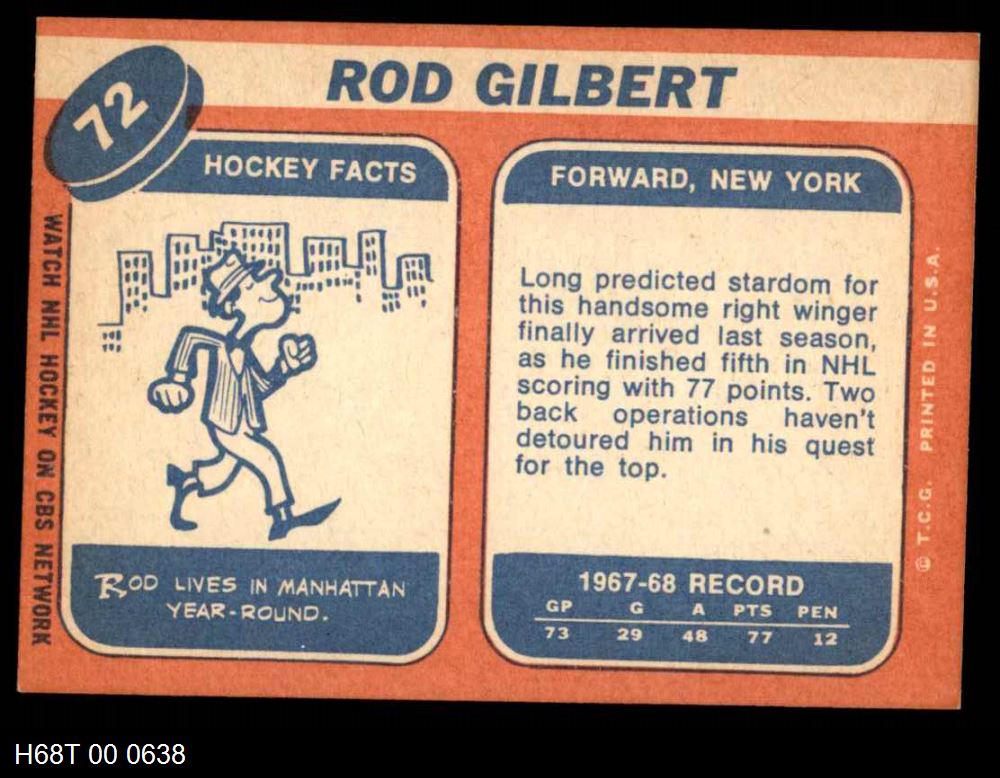 72
ROD GILBERT
HOCKEY FACTS
ROD LIVES IN MANHATTAN
YEAR-ROUND.
FORWARD, NEW YORK
Long predicted stardom for
this handsome right winger
finally arrived last season,
as he finished fifth in NHL
scoring with 77 points. Two
back operations haven't
detoured him in his quest
for the top.
1967-68 RECORD
GP G A PTS PEN
73 29 48 77 12
WATCH NHL HOCKEY ON CBS NETWORK
© T.C.G. PRINTED IN U.S.A.
H68T 00 0638